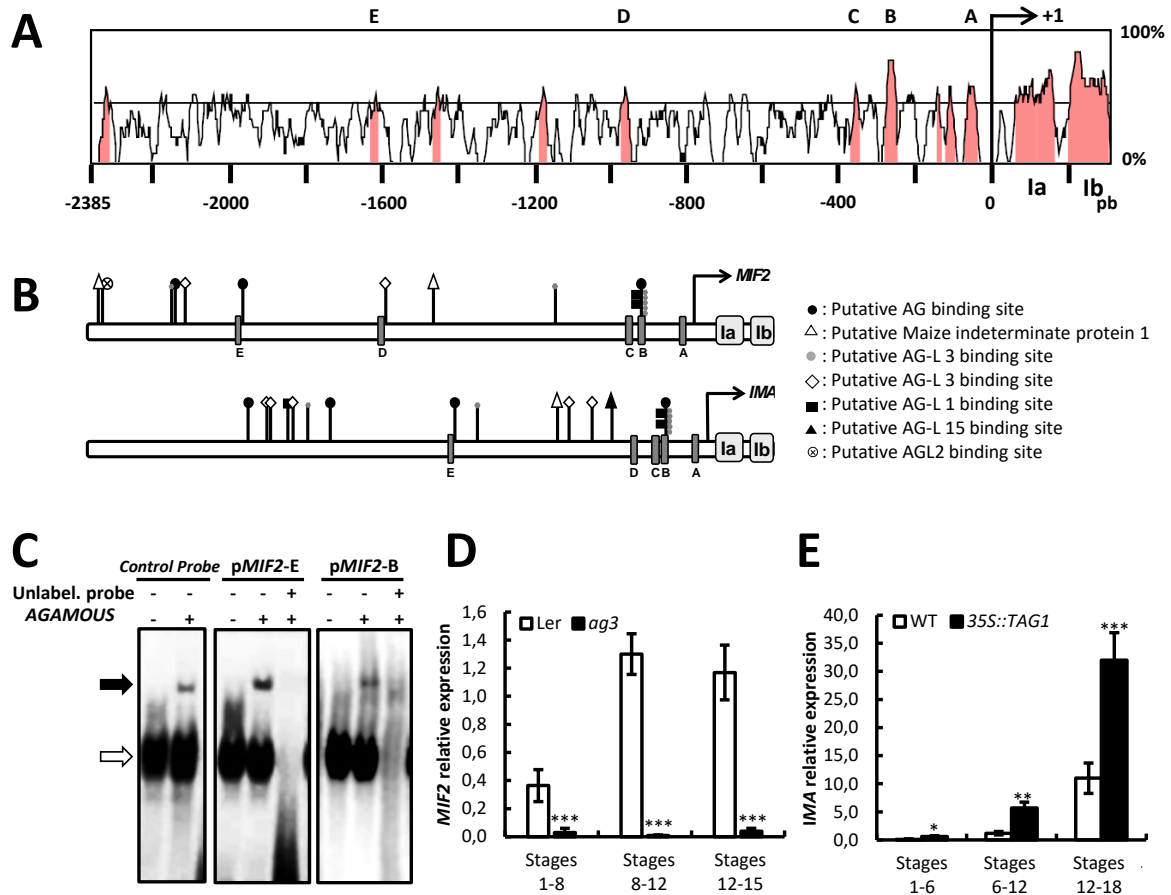 A
E D C B A +1
100%
0%
-2385 -2000 -1600 -1200 -800 -400 0 Ia Ib pb
B
MIF2
Ia Ib
E D C B A
IMA
Ia Ib
E D C B A
: Putative AG binding site
: Putative Maize indeterminate protein 1
: Putative AG-L 3 binding site
: Putative AG-L 3 binding site
: Putative AG-L 1 binding site
: Putative AG-L 15 binding site
: Putative AGL2 binding site
C
Control Probe pMIF2-E pMIF2-B
Unlabel. probe - - - - + - - +
AGAMOUS - + - + + - + +
D
MIF2 relative expression
1,6
1,4
1,2
1,0
0,8
0,6
0,4
0,2
0,0
Ler ag3
*** *** ***
Stages 1-8
Stages 8-12
Stages 12-15
E
IMA relative expression
40,0
35,0
30,0
25,0
20,0
15,0
10,0
5,0
0,0
WT 35S::TAG1
* ** ***
Stages 1-6
Stages 6-12
Stages 12-18